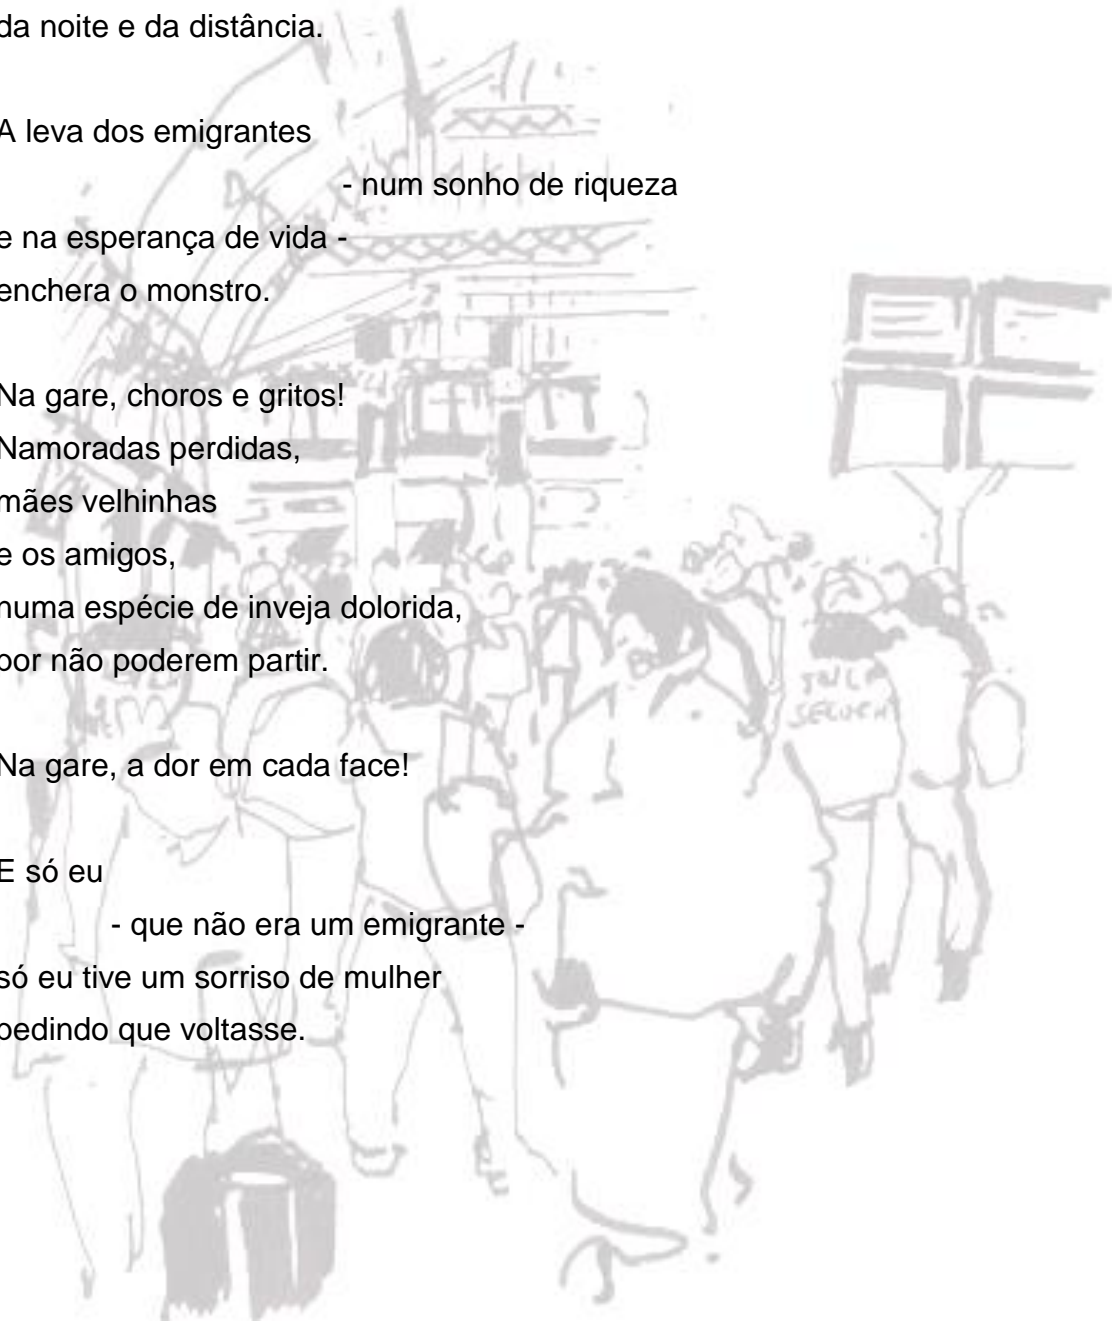 da noite e da distância.
A leva dos emigrantes
- num sonho de riqueza
e na esperança de vida -
enchera o monstro.
Na gare, choros e gritos!
Namoradas perdidas,
mães velhinhas
e os amigos,
numa espécie de inveja dolorida,
por não poderem partir.
Na gare, a dor em cada face!
E só eu
- que não era um emigrante -
só eu tive um sorriso de mulher
pedindo que voltasse.